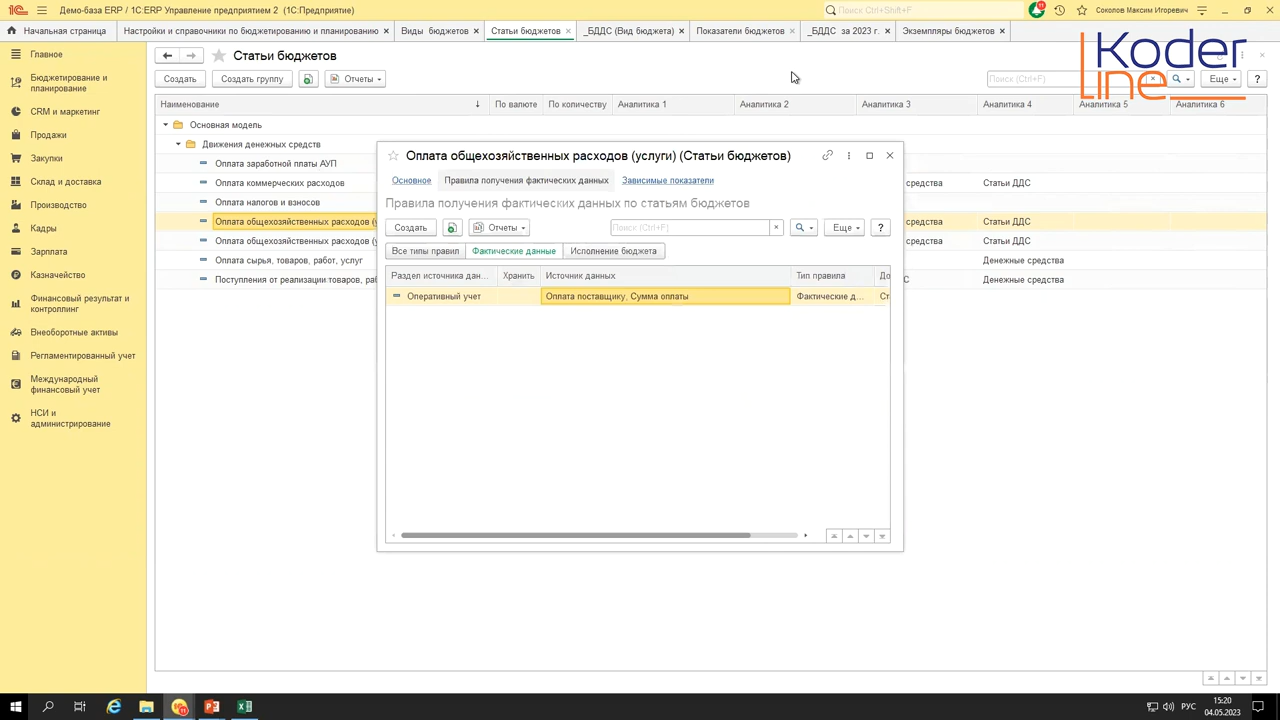 Демо-база ERP / 1C:ERP Управление предприятием 2 (1С:Предприятие)
Поиск Ctrl+Shift+F
11
Соколов Максим Игоревич
Начальная страница
Настройки и справочники по бюджетированию и планированию
Виды бюджетов
Статьи бюджетов
_БДДС (Вид бюджета)
Показатели бюджетов
_БДДС за 2023 г.
Экземпляры бюджетов
Koder
line
Главное
Бюджетирование и
планирование
CRM и маркетинг
Продажи
Закупки
Склад и доставка
Производство
Кадры
Зарплата
Казначейство
Финансовый результат и
контроллинг
Внеоборотные активы
Регламентированный учет
Международный
финансовый учет
НСИ и
администрирование
Статьи бюджетов
Создать
Создать группу
Отчеты
Поиск (Ctrl+F)
Еще
?
Наименование
По валюте
По количеству
Аналитика 1
Аналитика 2
Аналитика 3
Аналитика 4
Аналитика 5
Аналитика 6
Основная модель
Движения денежных средств
Оплата заработной платы АУП
Оплата коммерческих расходов
средства
Статьи ДДС
Оплата налогов и взносов
Оплата общехозяйственных расходов (у
средства
Статьи ДДС
Оплата общехозяйственных расходов (у
средства
Статьи ДДС
Оплата сырья, товаров, работ, услуг
Денежные средства
Поступления от реализации товаров, ра
С
Денежные средства
Оплата общехозяйственных расходов (услуги) (Статьи бюджетов)
Основное
Правила получения фактических данных
Зависимые показатели
Правила получения фактических данных по статьям бюджетов
Создать
Отчеты
Поиск (Ctrl+F)
Еще
?
Все типы правил
Фактические данные
Исполнение бюджета
Раздел источника дан...
Хранить
Источник данных
Тип правила
До
Оперативный учет
Оплата поставщику, Сумма оплаты
Фактические д...
Ст
РУС
15:20
04.05.2023